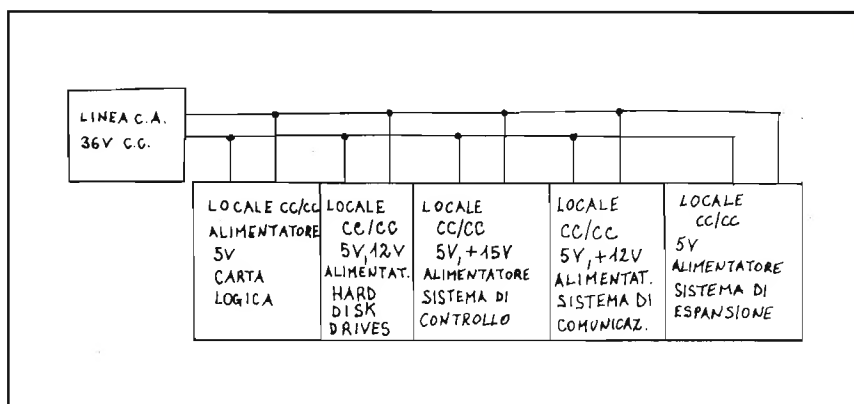 LINEA C.A.
36V C.C.
LOCALE CC/CC
ALIMENTATORE
5V
CARTA
LOGICA
LOCALE
CC/CC
5V,12V
ALIMENTAT.
HARD
DISK
DRIVES
LOCALE
CC/CC
5V,+15V
ALIMENTATORE
SISTEMA DI
CONTROLLO
LOCALE
CC/CC
5V,+12V
ALIMENTAT.
SISTEMA DI
COMUNICAZ.
LOCALE
CC/CC
5V
ALIMENTATORE
SISTEMA DI
ESPANSIONE